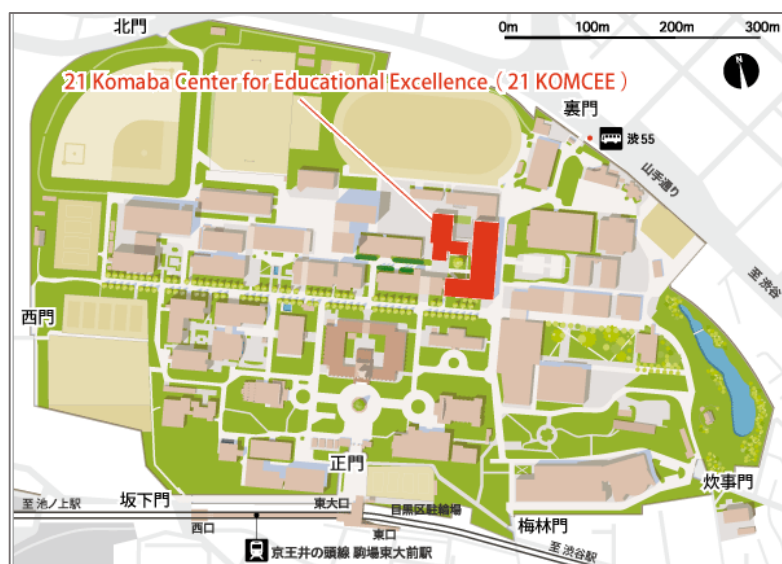 北門
0m 100m 200m 300m
N
21 Komaba Center for Educational Excellence ( 21 KOMCEE )
裏門
渋55
山手通り
至 渋谷
西門
正門
炊事門
至 池ノ上駅
坂下門
東大口
目黒区駐輪場
梅林門
西口
東口
京王井の頭線 駒場東大前駅
至 渋谷駅